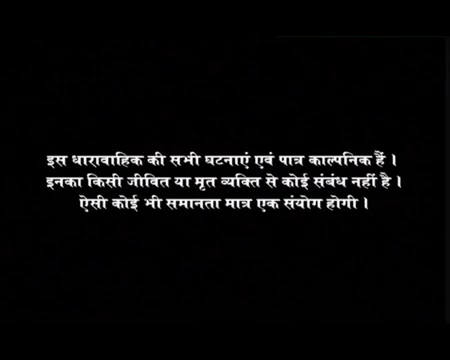 इस धारावाहिक की सभी घटनाएं एवं पात्र काल्पनिक हैं ।
इनका किसी जीवित या मृत व्यक्ति से कोई संबंध नहीं है ।
ऐसी कोई भी समानता मात्र एक संयोग होगी ।